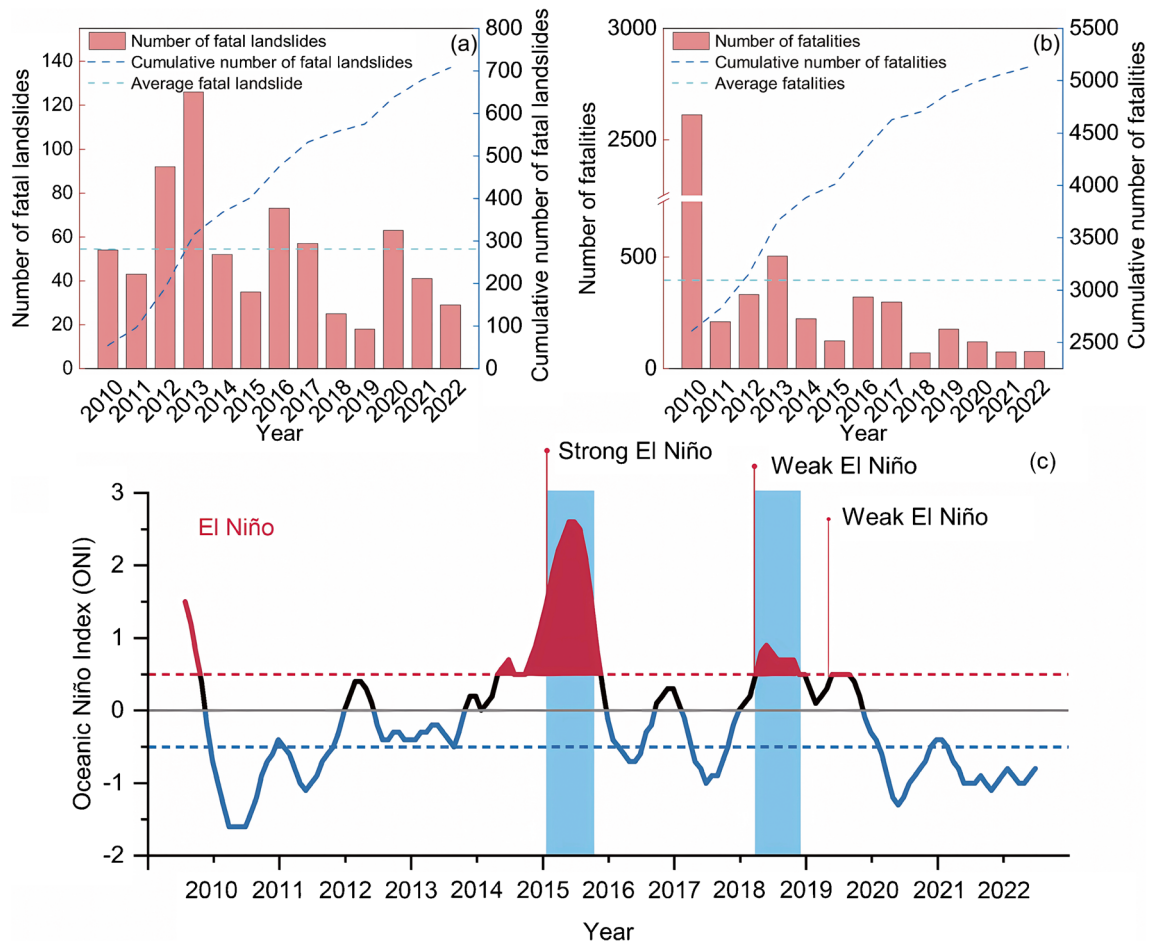 (a)
Number of fatal landslides
Cumulative number of fatal landslides
Average fatal landslide
Number of fatal landslides
140
120
100
80
60
40
20
0
800
700
600
500
400
300
200
100
0
Cumulative number of fatal landslides
2010 2011 2012 2013 2014 2015 2016 2017 2018 2019 2020 2021 2022
Year
(b)
Number of fatalities
Cumulative number of fatalities
Average fatalities
Number of fatalities
3000
2500
500
0
5500
5000
4500
4000
3500
3000
2500
Cumulative number of fatalities
2010 2011 2012 2013 2014 2015 2016 2017 2018 2019 2020 2021 2022
Year
(c)
Strong El Niño
Weak El Niño
Weak El Niño
El Niño
Oceanic Niño Index (ONI)
3
2
1
0
-1
-2
2010 2011 2012 2013 2014 2015 2016 2017 2018 2019 2020 2021 2022
Year